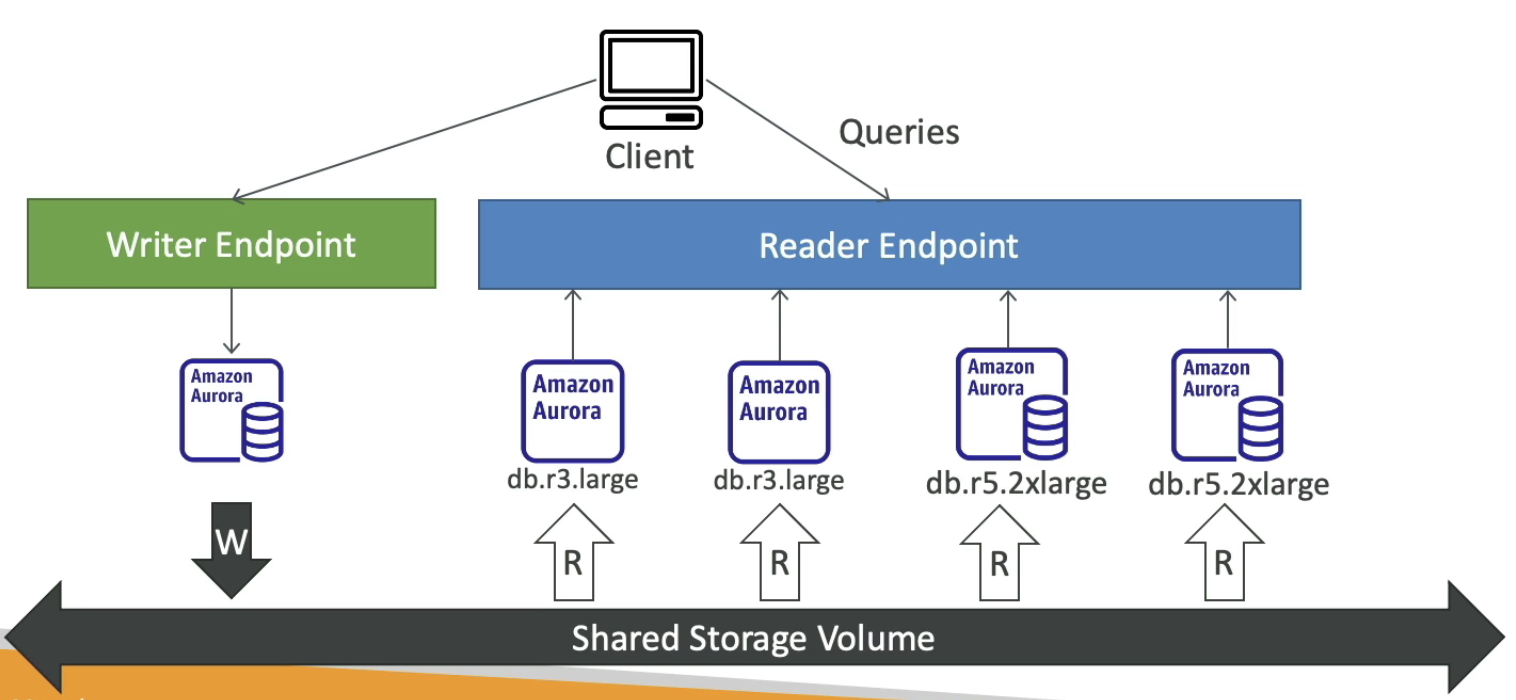 Client
Queries
Writer Endpoint
Reader Endpoint
Amazon
Aurora
Amazon
Aurora
db.r3.large
Amazon
Aurora
db.r3.large
Amazon
Aurora
db.r5.2xlarge
Amazon
Aurora
db.r5.2xlarge
W
R
R
R
R
Shared Storage Volume